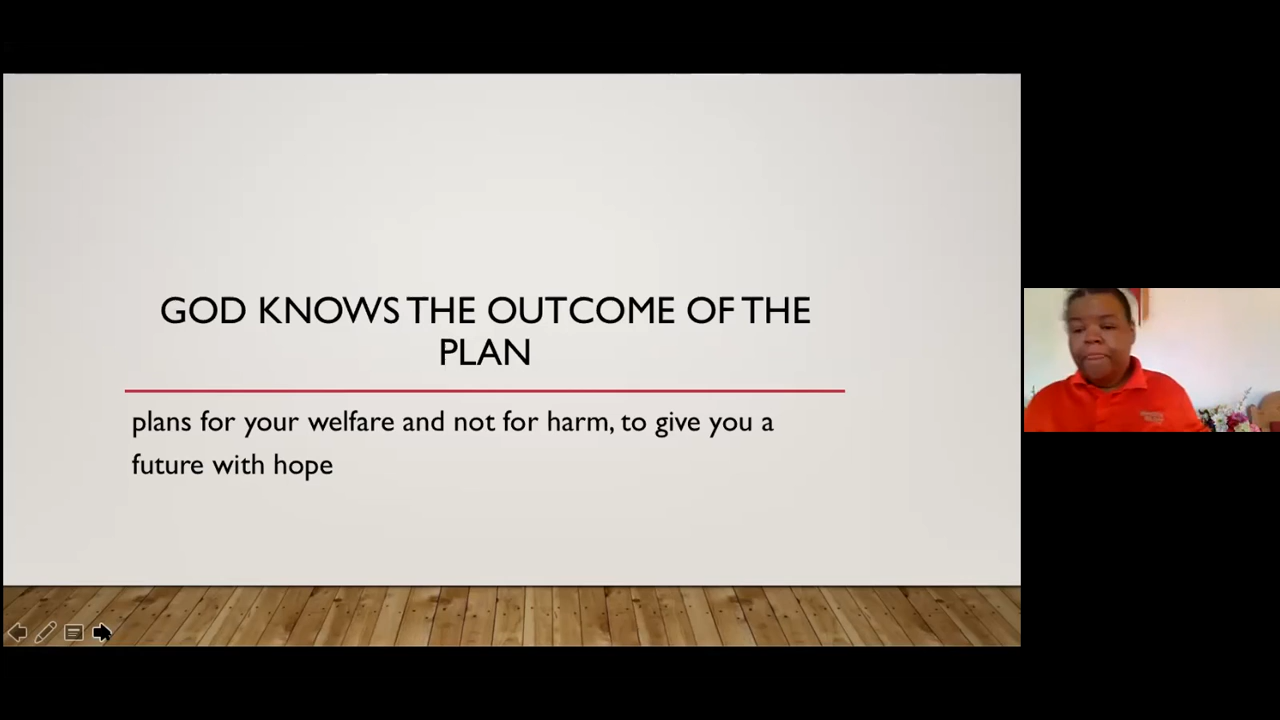 GOD KNOWS THE OUTCOME OF THE
PLAN
plans for your welfare and not for harm, to give you a
future with hope